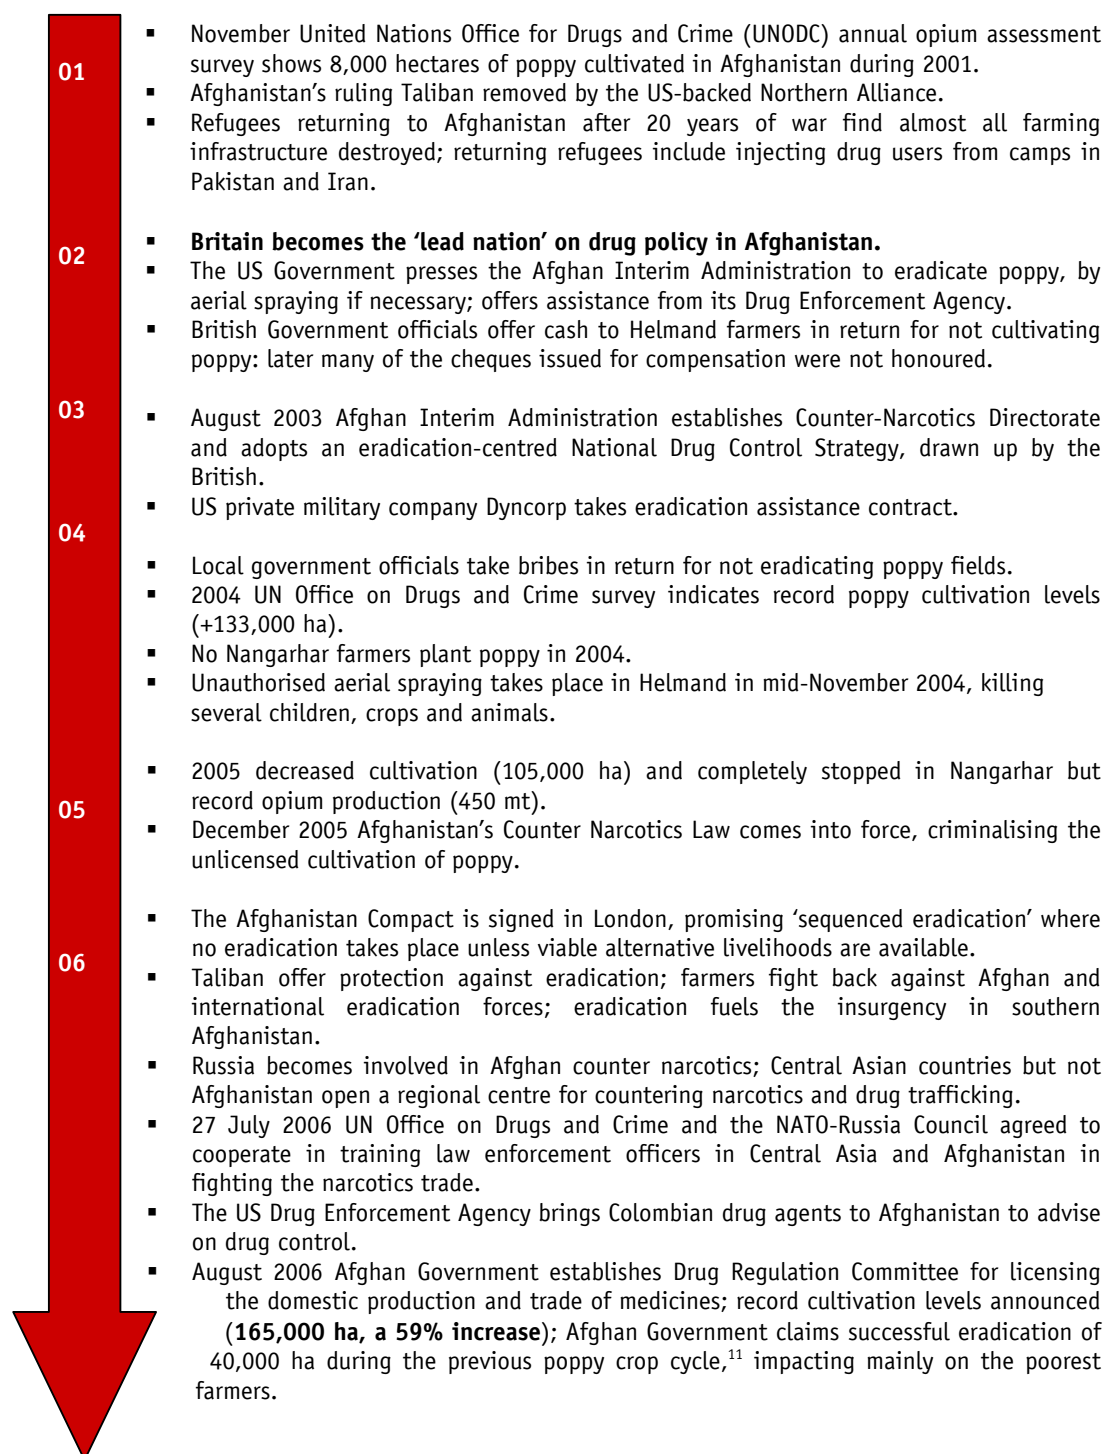 01
▪ November United Nations Office for Drugs and Crime (UNODC) annual opium assessment
survey shows 8,000 hectares of poppy cultivated in Afghanistan during 2001.
▪ Afghanistan’s ruling Taliban removed by the US-backed Northern Alliance.
▪ Refugees returning to Afghanistan after 20 years of war find almost all farming
infrastructure destroyed; returning refugees include injecting drug users from camps in
Pakistan and Iran.
02
▪ Britain becomes the ‘lead nation’ on drug policy in Afghanistan.
▪ The US Government presses the Afghan Interim Administration to eradicate poppy, by
aerial spraying if necessary; offers assistance from its Drug Enforcement Agency.
▪ British Government officials offer cash to Helmand farmers in return for not cultivating
poppy: later many of the cheques issued for compensation were not honoured.
03
▪ August 2003 Afghan Interim Administration establishes Counter-Narcotics Directorate
and adopts an eradication-centred National Drug Control Strategy, drawn up by the
British.
▪ US private military company Dyncorp takes eradication assistance contract.
04
▪ Local government officials take bribes in return for not eradicating poppy fields.
▪ 2004 UN Office on Drugs and Crime survey indicates record poppy cultivation levels
(+133,000 ha).
▪ No Nangarhar farmers plant poppy in 2004.
▪ Unauthorised aerial spraying takes place in Helmand in mid-November 2004, killing
several children, crops and animals.
▪ 2005 decreased cultivation (105,000 ha) and completely stopped in Nangarhar but
record opium production (450 mt).
05
▪ December 2005 Afghanistan’s Counter Narcotics Law comes into force, criminalising the
unlicensed cultivation of poppy.
▪ The Afghanistan Compact is signed in London, promising ‘sequenced eradication’ where
no eradication takes place unless viable alternative livelihoods are available.
06
▪ Taliban offer protection against eradication; farmers fight back against Afghan and
international eradication forces; eradication fuels the insurgency in southern
Afghanistan.
▪ Russia becomes involved in Afghan counter narcotics; Central Asian countries but not
Afghanistan open a regional centre for countering narcotics and drug trafficking.
▪ 27 July 2006 UN Office on Drugs and Crime and the NATO-Russia Council agreed to
cooperate in training law enforcement officers in Central Asia and Afghanistan in
fighting the narcotics trade.
▪ The US Drug Enforcement Agency brings Colombian drug agents to Afghanistan to advise
on drug control.
▪ August 2006 Afghan Government establishes Drug Regulation Committee for licensing
the domestic production and trade of medicines; record cultivation levels announced
(165,000 ha, a 59% increase); Afghan Government claims successful eradication of
40,000 ha during the previous poppy crop cycle,¹¹ impacting mainly on the poorest
farmers.